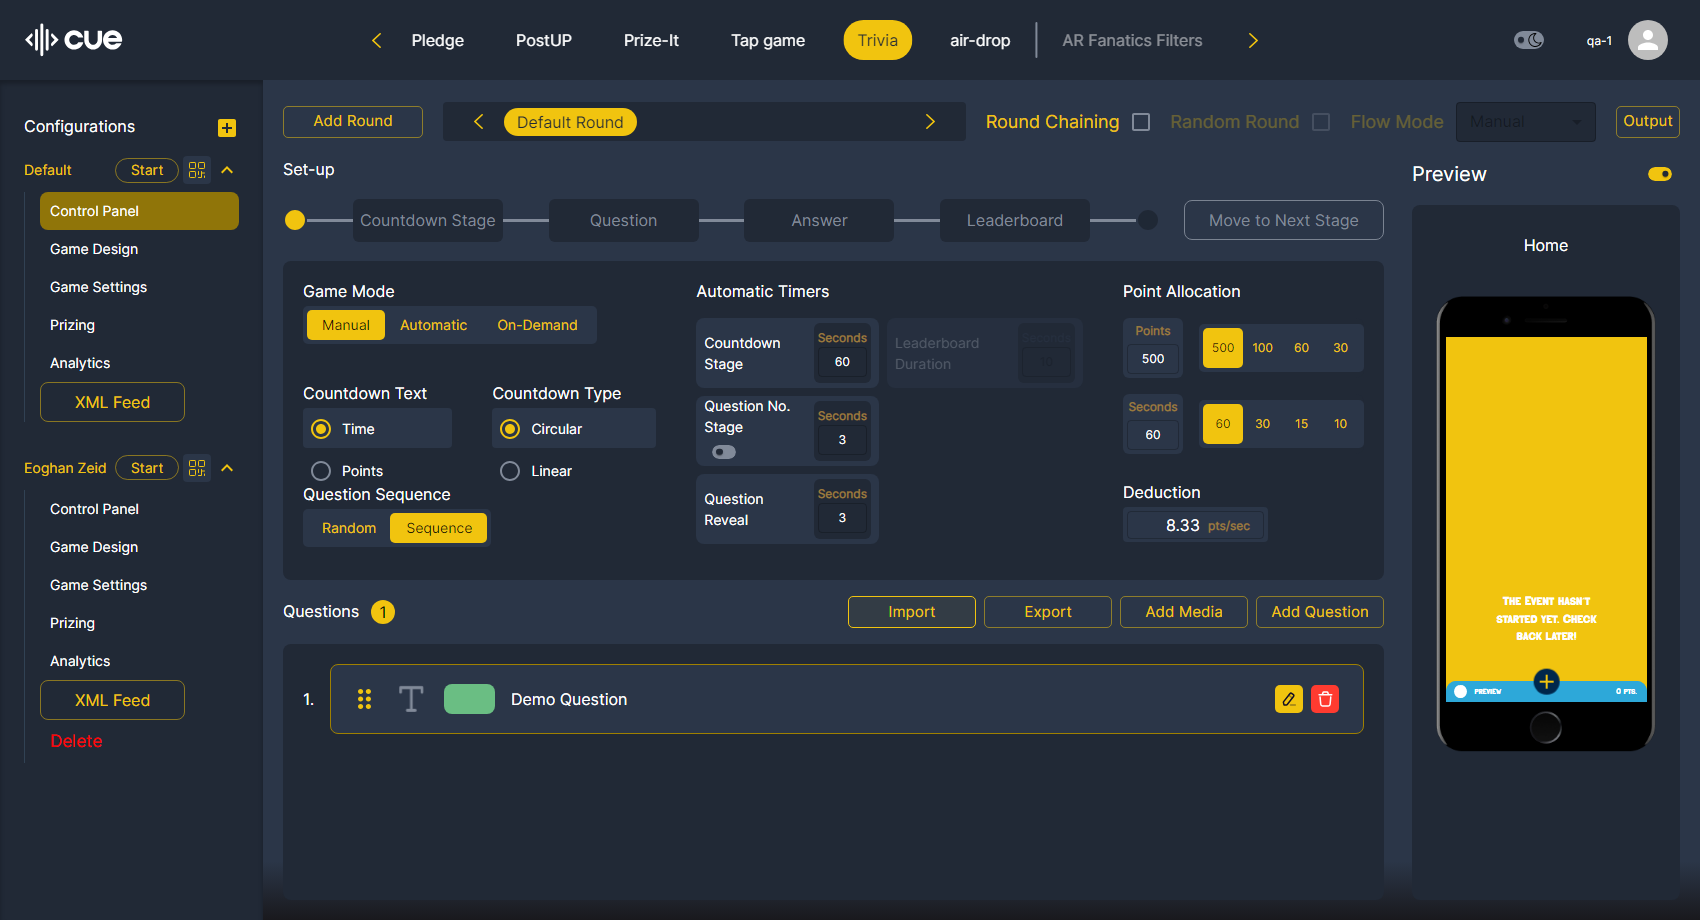 cue
Pledge
PostUP
Prize-It
Tap game
Trivia
air-drop
AR Fanatics Filters
qa-1
Configurations
Default
Start
Control Panel
Game Design
Game Settings
Prizing
Analytics
XML Feed
Eoghan Zeid
Start
Control Panel
Game Design
Game Settings
Prizing
Analytics
XML Feed
Delete
Add Round
Default Round
Round Chaining
Random Round
Flow Mode
Manual
Output
Set-up
Countdown Stage
Question
Answer
Leaderboard
Move to Next Stage
Game Mode
Manual
Automatic
On-Demand
Countdown Text
Time
Points
Countdown Type
Circular
Linear
Question Sequence
Random
Sequence
Automatic Timers
Countdown
Stage
Seconds
60
Leaderboard
Duration
Seconds
10
Question No.
Stage
Seconds
3
Question
Reveal
Seconds
3
Point Allocation
Points
500
500
100
60
30
Seconds
60
60
30
15
10
Deduction
8.33 pts/sec
Questions 1
Import
Export
Add Media
Add Question
1.
T
Demo Question
Preview
Home
The Event hasn't
started yet. Check
back later!
PREVIEW
0 PTS.